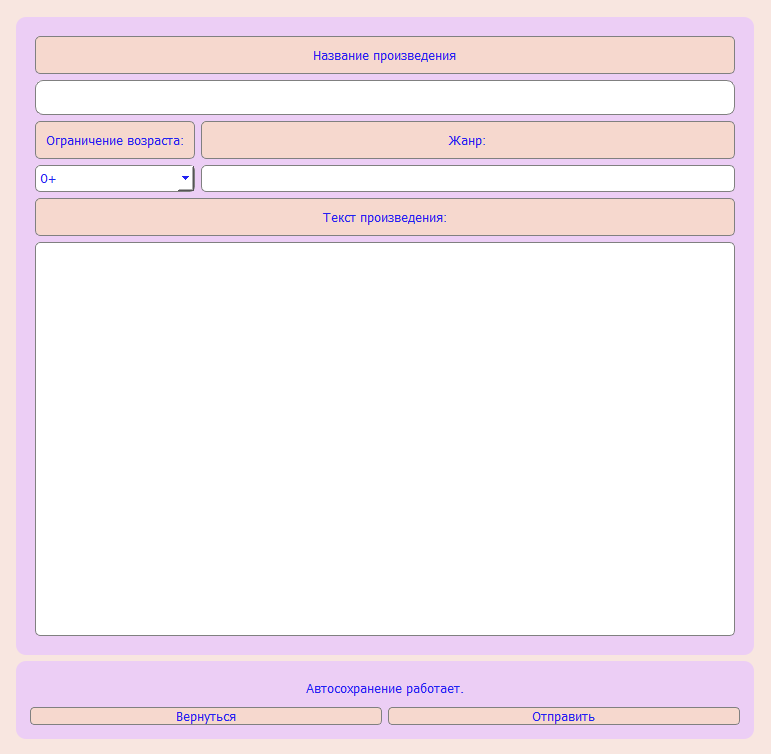 Название произведения
Ограничение возраста:
Жанр:
0+
Текст произведения:
Автосохранение работает.
Вернуться
Отправить